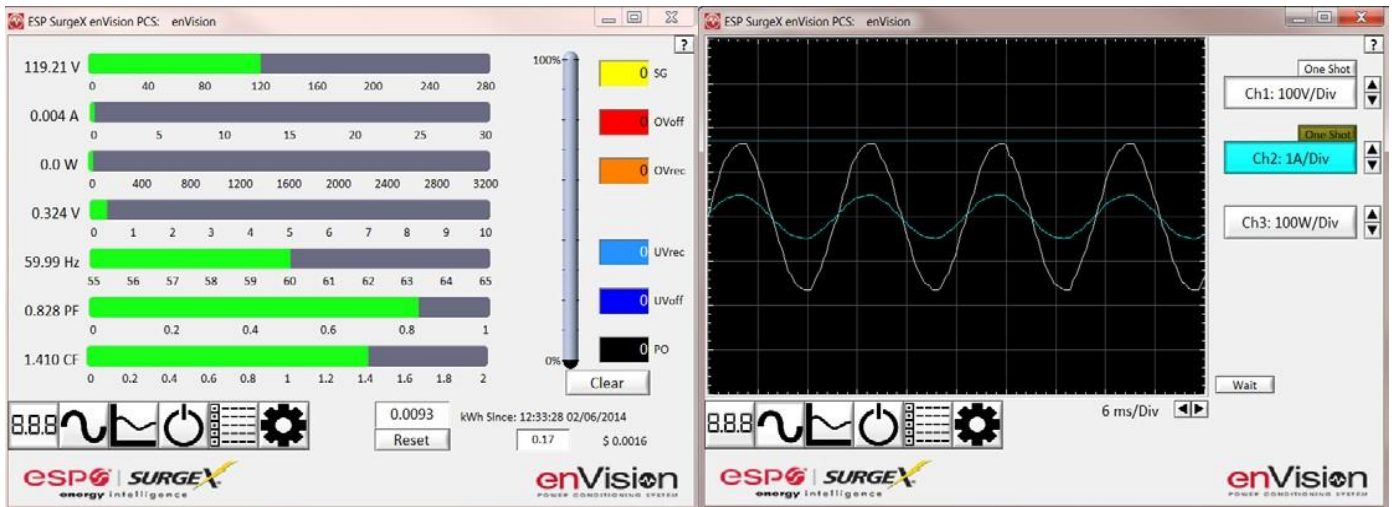 ESP SurgeX enVision PCS: enVision
?
119.21 V
0 40 80 120 160 200 240 280
0.004 A
0 5 10 15 20 25 30
0.0 W
0 400 800 1200 1600 2000 2400 2800 3200
0.324 V
0 1 2 3 4 5 6 7 8 9 10
59.99 Hz
55 56 57 58 59 60 61 62 63 64 65
0.828 PF
0 0.2 0.4 0.6 0.8 1
1.410 CF
0 0.2 0.4 0.6 0.8 1 1.2 1.4 1.6 1.8 2
100%
0%
0 SG
0 OVoff
0 OVrec
0 UVrec
0 UVoff
0 PO
Clear
8.8.8
0.0093 kWh Since: 12:33:28 02/06/2014
Reset 0.17 $ 0.0016
esp SURGEX
energy intelligence
enVision
POWER CONDITIONING SYSTEM
ESP SurgeX enVision PCS: enVision
?
One Shot
Ch1: 100V/Div
One Shot
Ch2: 1A/Div
Ch3: 100W/Div
Wait
6 ms/Div
8.8.8
esp SURGEX
energy intelligence
enVision
POWER CONDITIONING SYSTEM